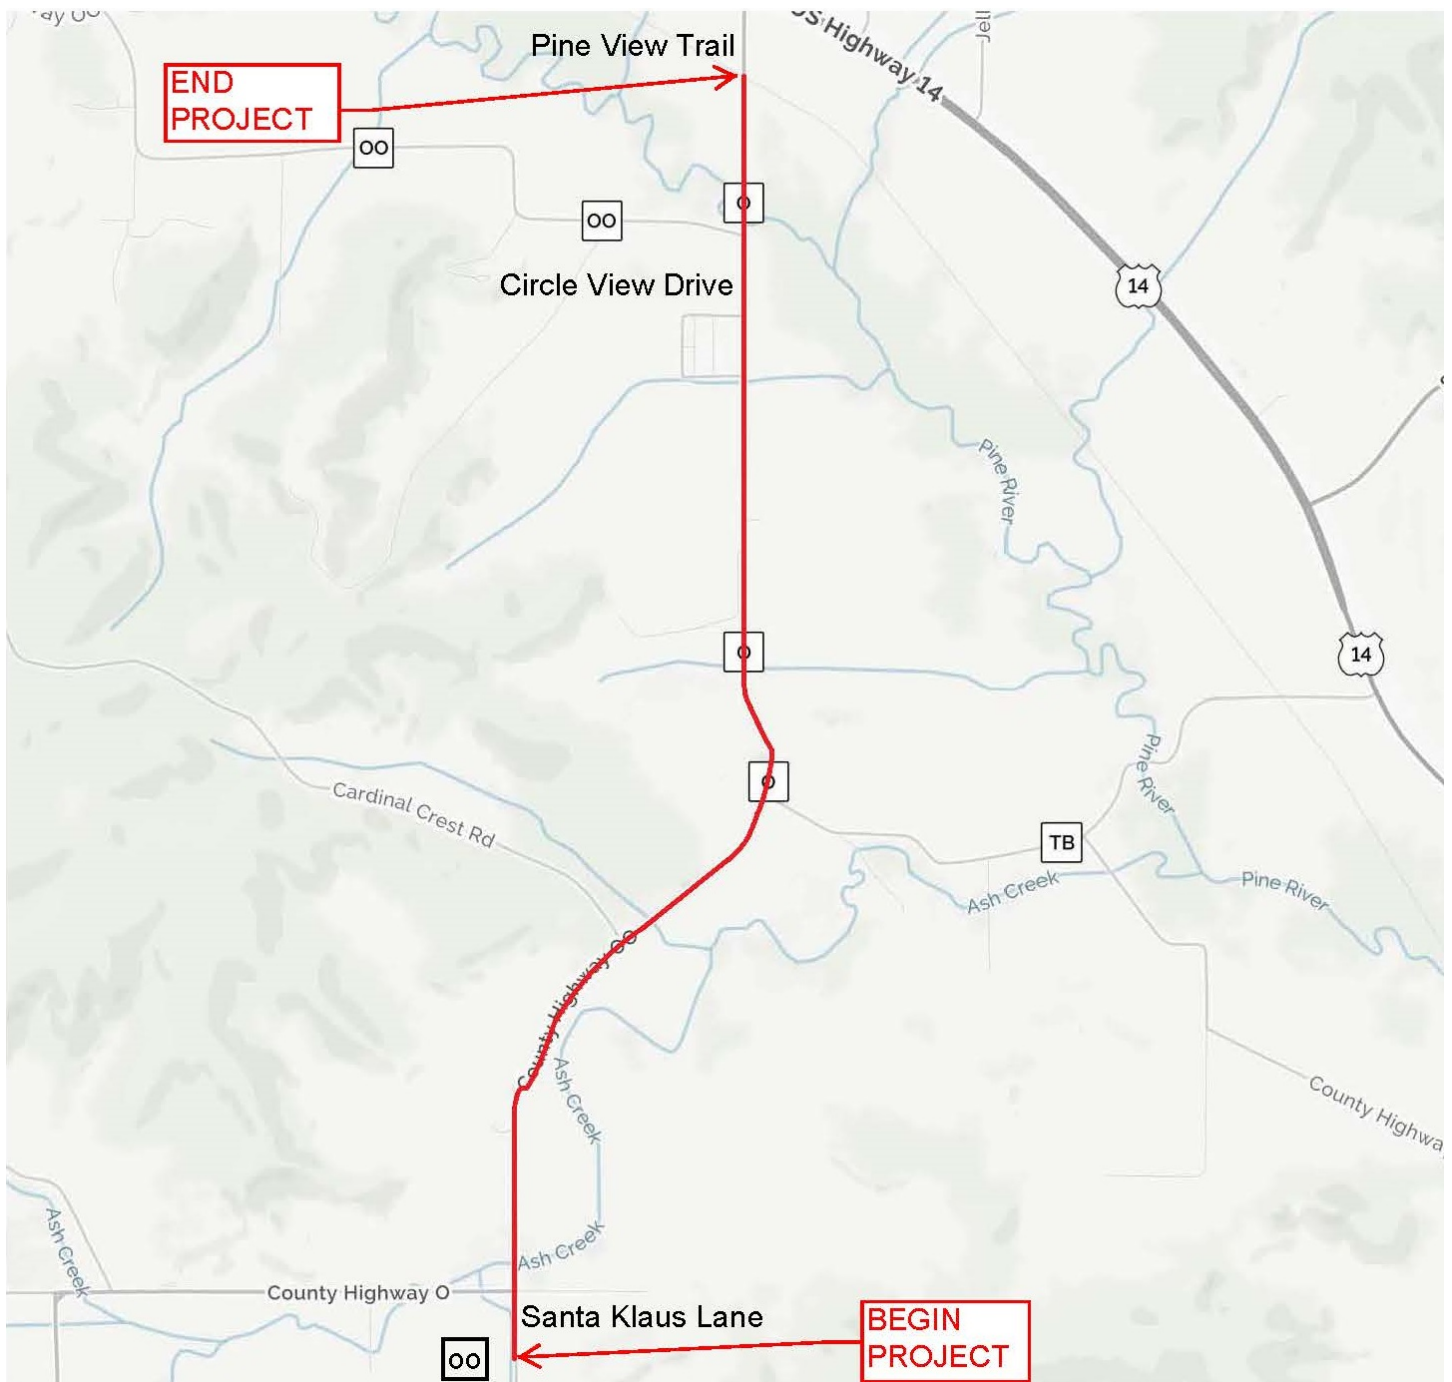 ay OO
Pine View Trail
US Highway 14
END
PROJECT
OO
O
OO
Circle View Drive
14
Pine River
O
14
Pine River
O
Cardinal Crest Rd
TB
Ash Creek
Pine River
County Highway OO
Ash Creek
County Highwa
Ash Creek
Ash Creek
County Highway O
Santa Klaus Lane
BEGIN
PROJECT
OO